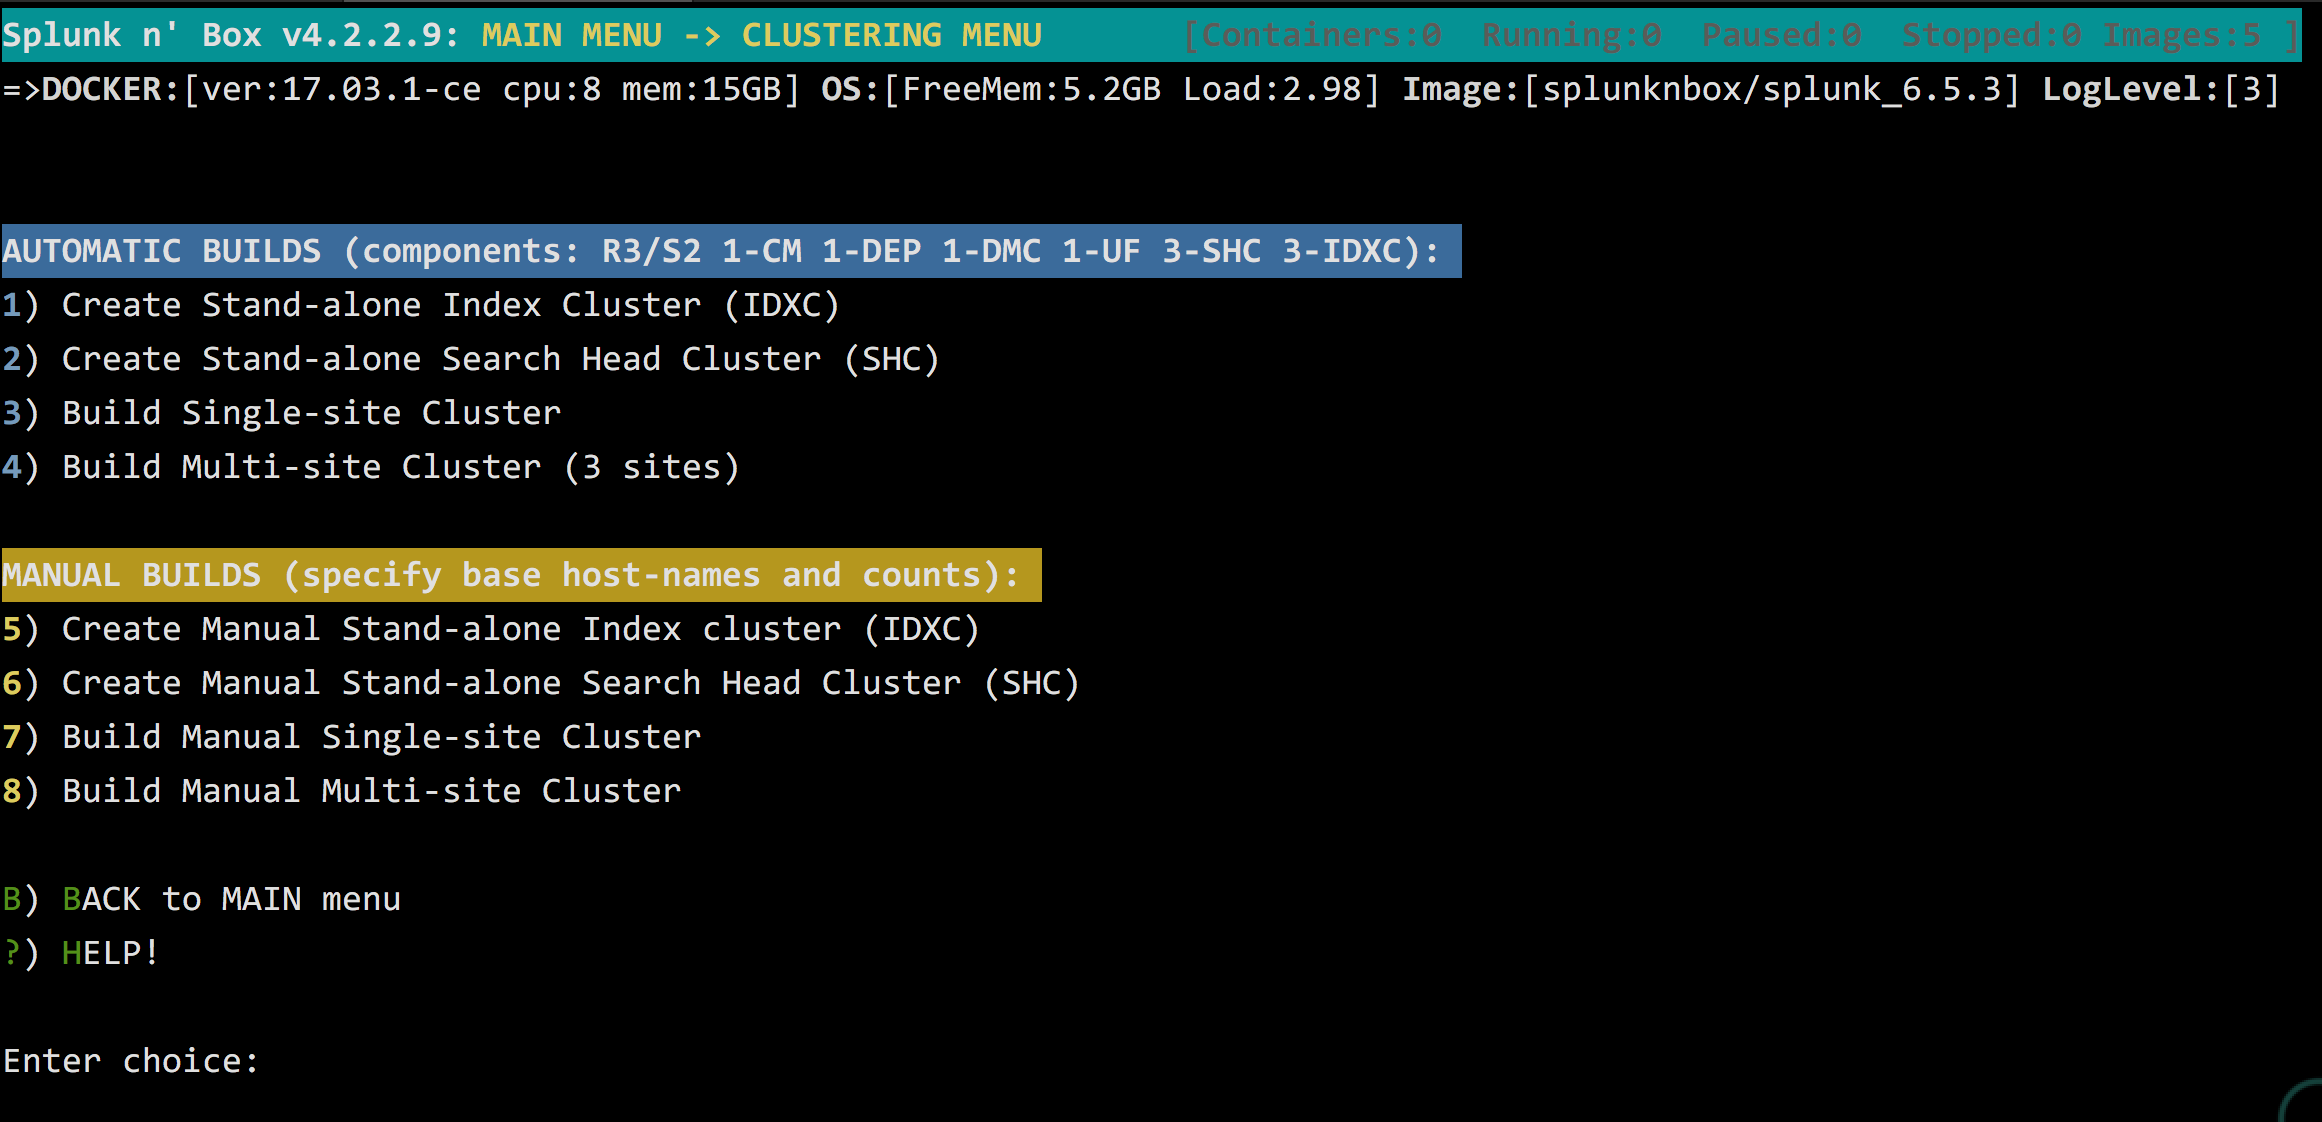 Splunk n' Box v4.2.2.9: MAIN MENU -> CLUSTERING MENU [Containers:0 Running:0 Paused:0 Stopped:0 Images:5 ]
=>DOCKER:[ver:17.03.1-ce cpu:8 mem:15GB] OS:[FreeMem:5.2GB Load:2.98] Image:[splunknbox/splunk_6.5.3] LogLevel:[3]
AUTOMATIC BUILDS (components: R3/S2 1-CM 1-DEP 1-DMC 1-UF 3-SHC 3-IDXC):
1) Create Stand-alone Index Cluster (IDXC)
2) Create Stand-alone Search Head Cluster (SHC)
3) Build Single-site Cluster
4) Build Multi-site Cluster (3 sites)
MANUAL BUILDS (specify base host-names and counts):
5) Create Manual Stand-alone Index cluster (IDXC)
6) Create Manual Stand-alone Search Head Cluster (SHC)
7) Build Manual Single-site Cluster
8) Build Manual Multi-site Cluster
B) BACK to MAIN menu
?) HELP!
Enter choice: